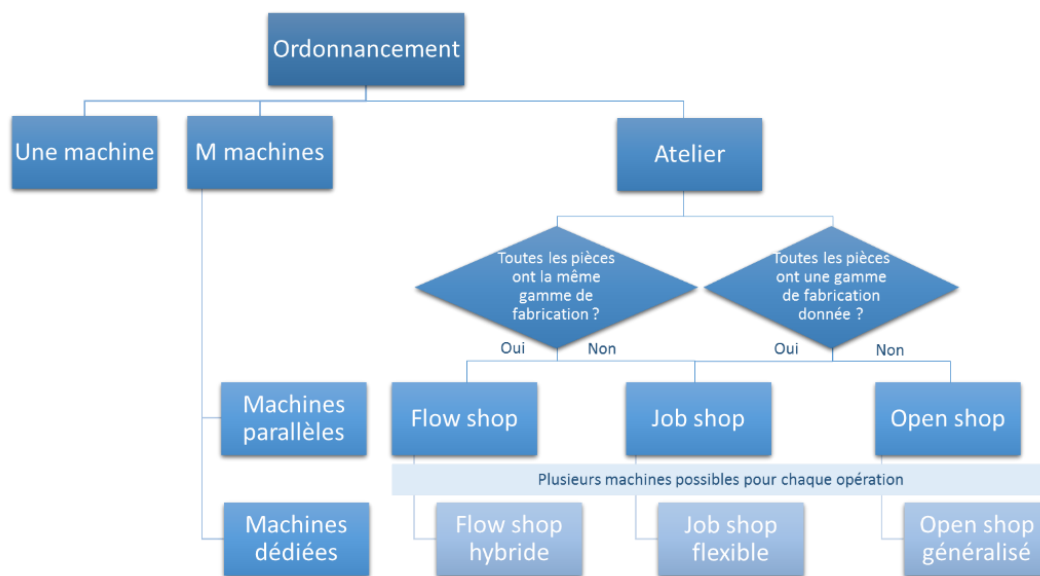 Ordonnancement
Une machine
M machines
Atelier
Toutes les pièces
ont la même
gamme de
fabrication ?
Toutes les pièces
ont une gamme
de fabrication
donnée ?
Oui
Non
Oui
Non
Machines
parallèles
Flow shop
Job shop
Open shop
Plusieurs machines possibles pour chaque opération
Machines
dédiées
Flow shop
hybride
Job shop
flexible
Open shop
généralisé